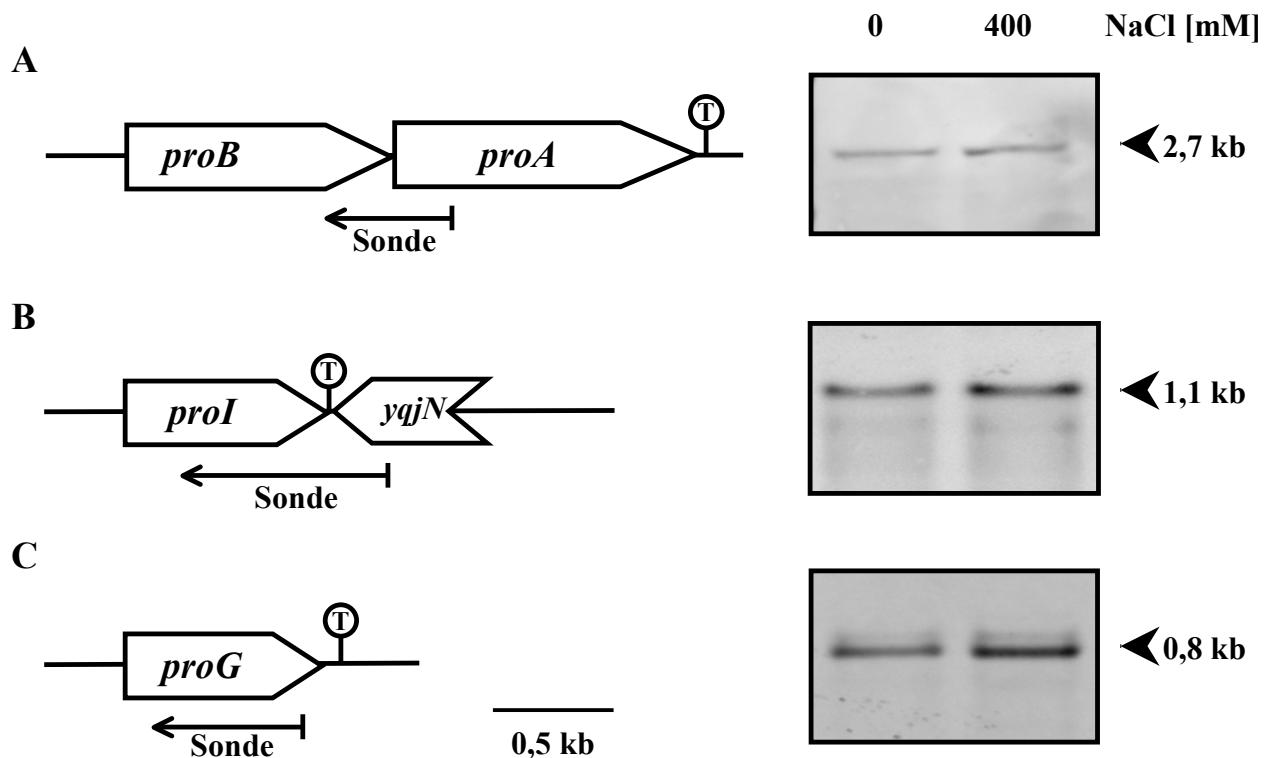 0 400 NaCl [mM]
A
proB proA T
Sonde
2,7 kb
B
proI T yqjN
Sonde
1,1 kb
C
proG T
Sonde
0,5 kb
0,8 kb